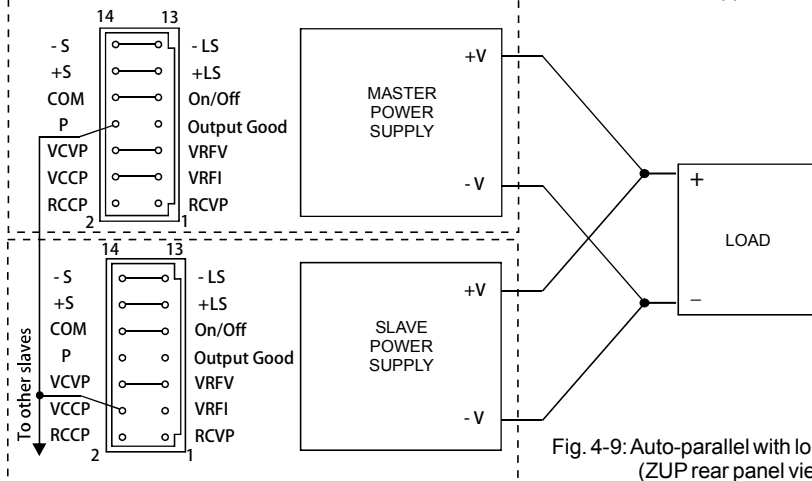 14 13
- S - LS
+S +LS
COM On/Off
P Output Good
VCVP VRFV
VCCP VRFI
RCCP RCVP
2 1
MASTER
POWER
SUPPLY
+V
- V
14 13
- S - LS
+S +LS
COM On/Off
P Output Good
VCVP VRFV
VCCP VRFI
RCCP RCVP
2 1
To other slaves
SLAVE
POWER
SUPPLY
+V
- V
+
LOAD
–
Fig. 4-9: Auto-parallel with
(ZUP rear panel